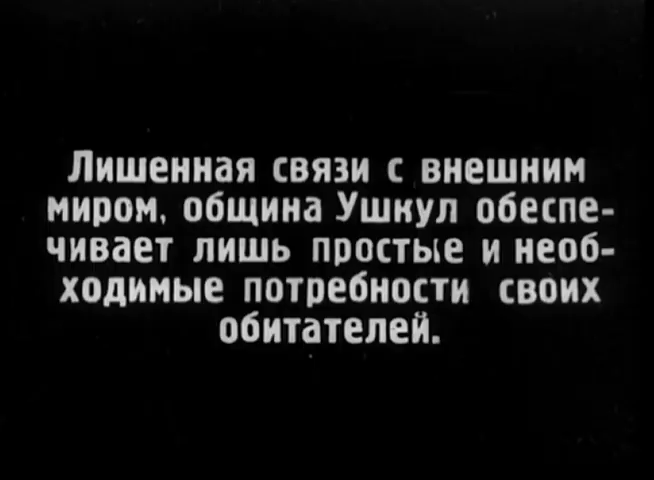 Лишенная связи с внешним
миром, община Ушкул обеспе-
чивает лишь простые и необ-
ходимые потребности своих
обитателей.